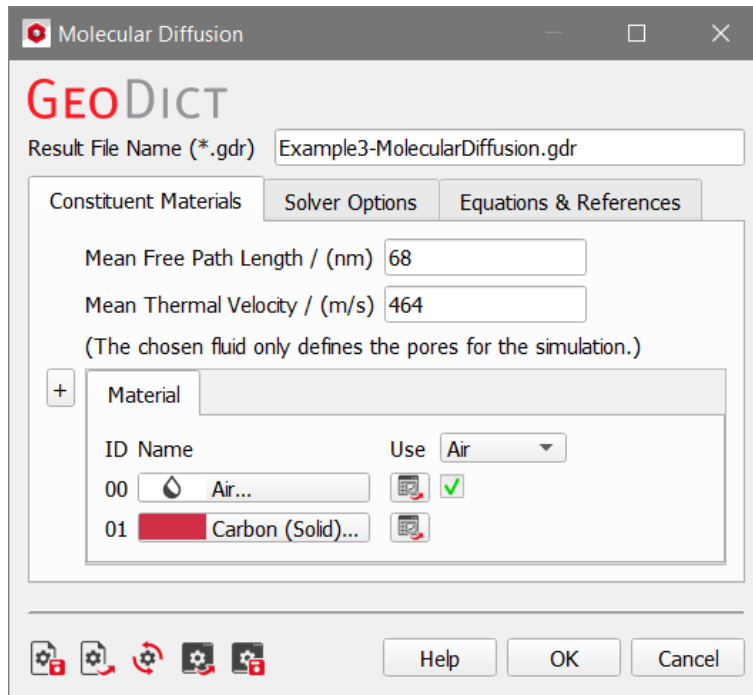 Molecular Diffusion
GEODICT
Result File Name (*.gdr) Example3-MolecularDiffusion.gdr
Constituent Materials Solver Options Equations & References
Mean Free Path Length / (nm) 68
Mean Thermal Velocity / (m/s) 464
(The chosen fluid only defines the pores for the simulation.)
+ Material
ID Name Use Air
00 Air...
01 Carbon (Solid)...
Help OK Cancel